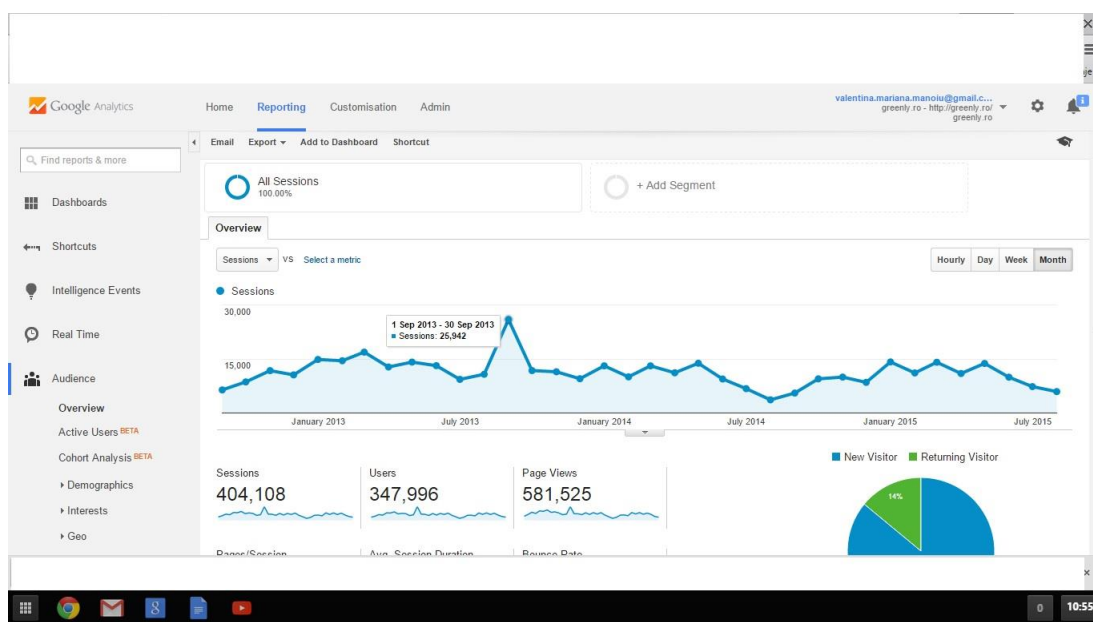 Google Analytics
Home Reporting Customisation Admin
valentina.mariana.manoiu@gmail.c...
greenly.ro - http://greenly.ro/
greenly.ro
1
Find reports & more
Email Export Add to Dashboard Shortcut
Dashboards
Shortcuts
Intelligence Events
Real Time
Audience
Overview
Active Users BETA
Cohort Analysis BETA
Demographics
Interests
Geo
All Sessions
100.00%
+ Add Segment
Overview
Sessions VS Select a metric
Hourly Day Week Month
Sessions
30,000
15,000
1 Sep 2013 - 30 Sep 2013
Sessions: 25,942
January 2013 July 2013 January 2014 July 2014 January 2015 July 2015
New Visitor Returning Visitor
Sessions Users Page Views
404,108 347,996 581,525
14%
Pages/Session Avg. Session Duration Bounce Rate
8
0 10:55